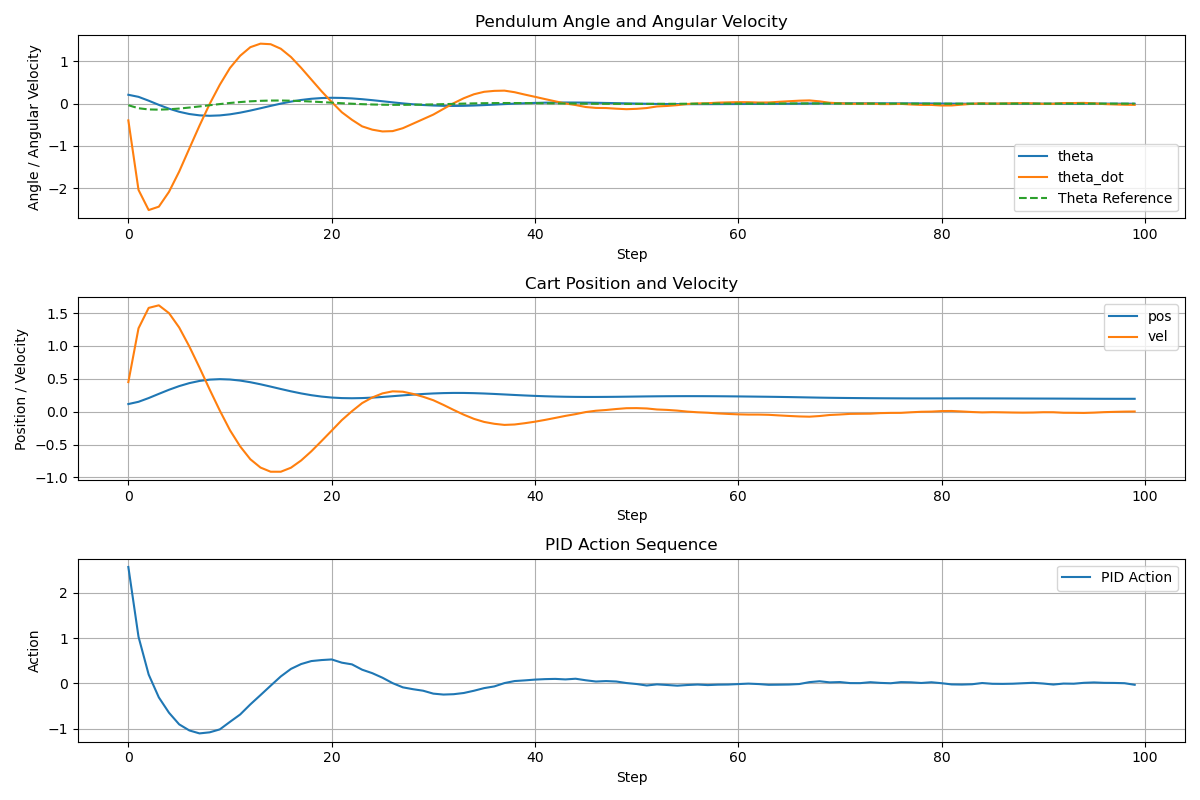 Pendulum Angle and Angular Velocity
Angle / Angular Velocity
1
0
−1
−2
theta
theta_dot
Theta Reference
0 20 40 60 80 100
Step
Cart Position and Velocity
Position / Velocity
1.5
1.0
0.5
0.0
−0.5
−1.0
pos
vel
0 20 40 60 80 100
Step
PID Action Sequence
Action
2
1
0
−1
PID Action
0 20 40 60 80 100
Step